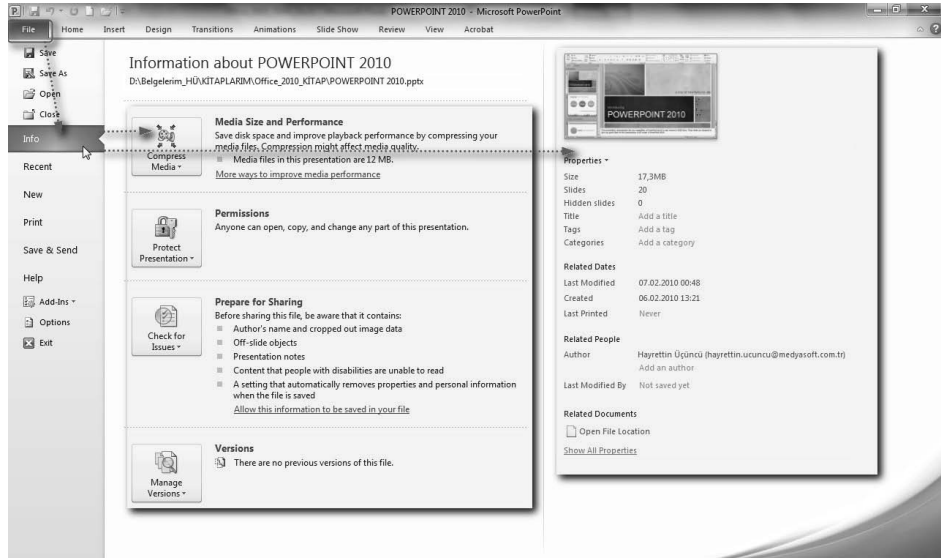 POWERPOINT 2010 - Microsoft PowerPoint
File Home Insert Design Transitions Animations Slide Show Review View Acrobat
Save
Save As
Open
Close
Info
Recent
New
Print
Save & Send
Help
Add-Ins
Options
Exit
Information about POWERPOINT 2010
D:\Belgelerim_HÜ\KİTAPLARIM\Office_2010_KİTAP\POWERPOINT 2010.pptx
Compress
Media
Media Size and Performance
Save disk space and improve playback performance by compressing your
media files. Compression might affect media quality.
Media files in this presentation are 12 MB.
More ways to improve media performance
Protect
Presentation
Permissions
Anyone can open, copy, and change any part of this presentation.
Check for
Issues
Prepare for Sharing
Before sharing this file, be aware that it contains:
Author's name and cropped out image data
Off-slide objects
Presentation notes
Content that people with disabilities are unable to read
A setting that automatically removes properties and personal information
when the file is saved
Allow this information to be saved in your file
Manage
Versions
Versions
There are no previous versions of this file.
POWERPOINT 2010
Properties
Size 17,3MB
Slides 20
Hidden slides 0
Title Add a title
Tags Add a tag
Categories Add a category
Related Dates
Last Modified 07.02.2010 00:48
Created 06.02.2010 13:21
Last Printed Never
Related People
Author Hayrettin Üçüncü (hayrettin.ucuncu@medyasoft.com.tr)
Add an author
Last Modified By Not saved yet
Related Documents
Open File Location
Show All Properties